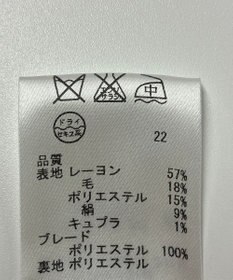 エンソ サラシ 中
ドライ
セキユ系
22
品質
表地 レーヨン 57%
毛 18%
ポリエステル 15%
絹 9%
キュプラ 1%
ブレード
ポリエステル 100%
裏地 ポリエステル